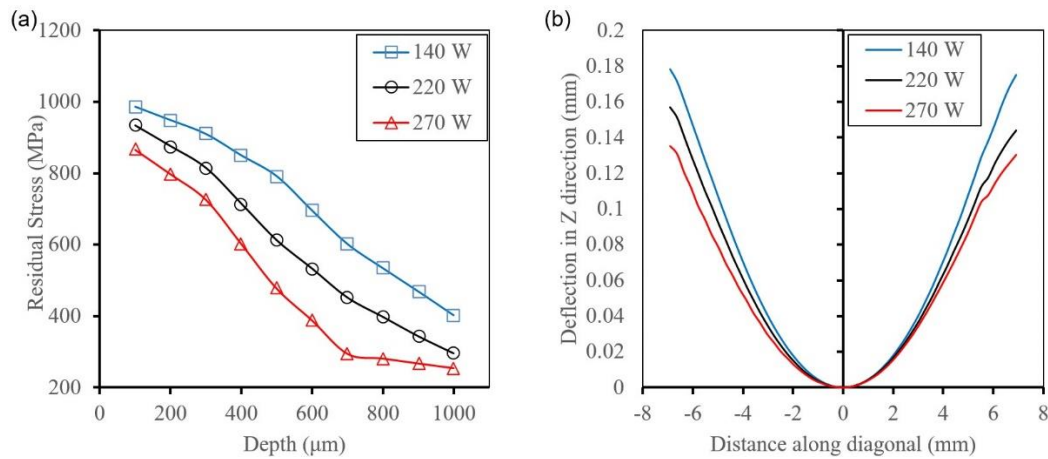 (a)
1200
1000
800
600
400
200
0
200
400
600
800
1000
Residual Stress (MPa)
Depth (µm)
140 W
220 W
270 W
(b)
0.2
0.18
0.16
0.14
0.12
0.1
0.08
0.06
0.04
0.02
0
-8
-6
-4
-2
0
2
4
6
8
Deflection in Z direction (mm)
Distance along diagonal (mm)
140 W
220 W
270 W